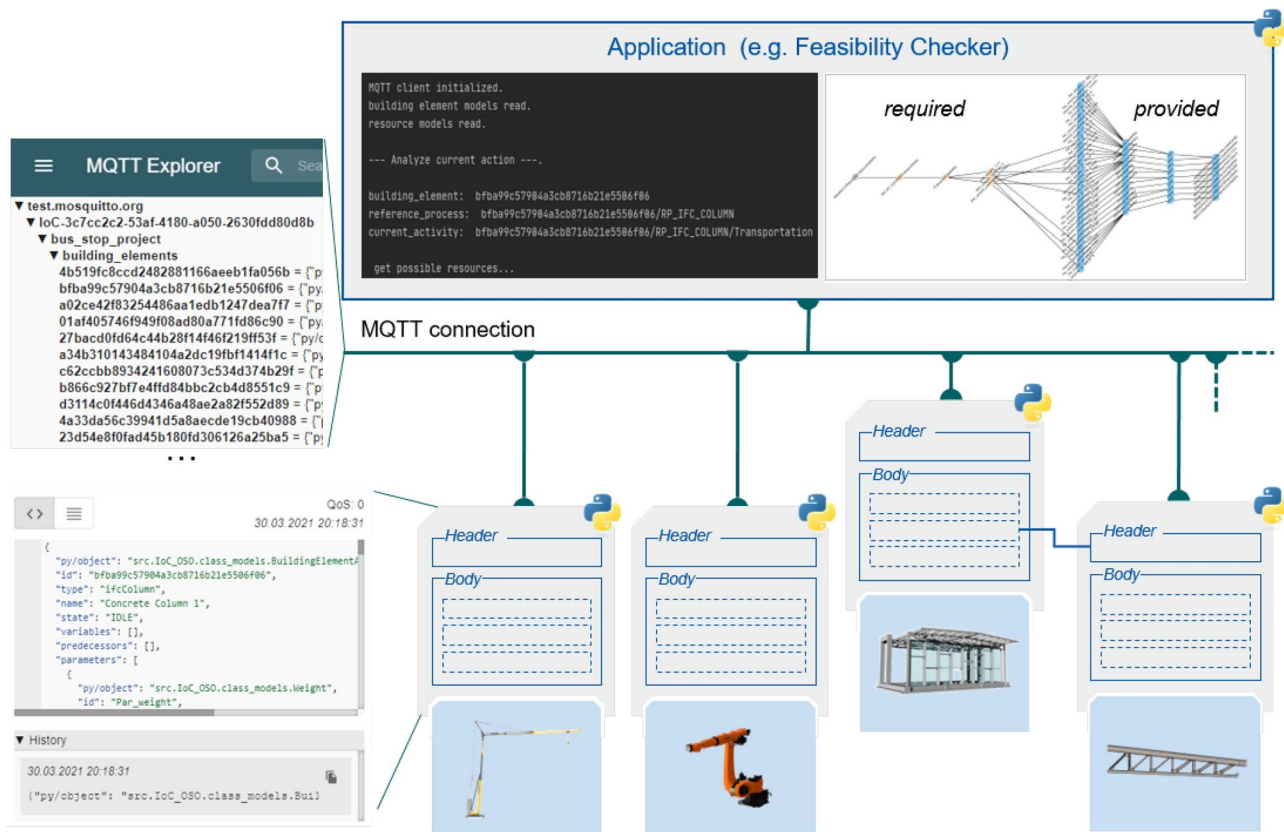 Application (e.g. Feasibility Checker)
MQTT client initialized.
building element models read.
resource models read.
--- Analyze current action ---.
building_element: bfba99c57904a3cb8716b21e5506f06
reference_process: bfba99c57904a3cb8716b21e5506f06/RP_IFC_COLUMN
current_activity: bfba99c57904a3cb8716b21e5506f06/RP_IFC_COLUMN/Transportation
get possible resources...
required
provided
MQTT Explorer
Sea
▼ test.mosquitto.org
▼ IoC-3c7cc2c2-53af-4180-a050-2630fdd80d8b
▼ bus_stop_project
▼ building_elements
4b519fc8ccd2482881166aeeb1fa056b = {"p
bfba99c57904a3cb8716b21e5506f06 = {"py.
a02ce42f83254486aa1edb1247dea7f7 = {"p
01af405746f949f08ad80a771fd86c90 = {"py.
27bacd0fd64c44b28f14f46f219ff53f = {"py/c
a34b310143484104a2dc19fbf1414f1c = {"p
c62ccbb8934241608073c534d374b29f = {"p
b866c927bf7e4ffd84bbc2cb4d8551c9 = {"p
d3114c0f446d4346a48ae2a82f552d89 = {"p
4a33da56c39941d5a8aecde19cb40988 = {"
23d54e8f0fad45b180fd306126a25ba5 = {"p
...
MQTT connection
QoS: 0
30.03.2021 20:18:31
{
"py/object": "src.IoC_OSO.class_models.BuildingElementA
"id": "bfba99c57904a3cb8716b21e5506f06",
"type": "ifcColumn",
"name": "Concrete Column 1",
"state": "IDLE",
"variables": [],
"predecessors": [],
"parameters": [
{
"py/object": "src.IoC_OSO.class_models.Weight",
"id": "Par_weight",
▼ History
30.03.2021 20:18:31
{"py/object": "src.IoC_OSO.class_models.Buil
Header
Body
Header
Body
Header
Body
Header
Body